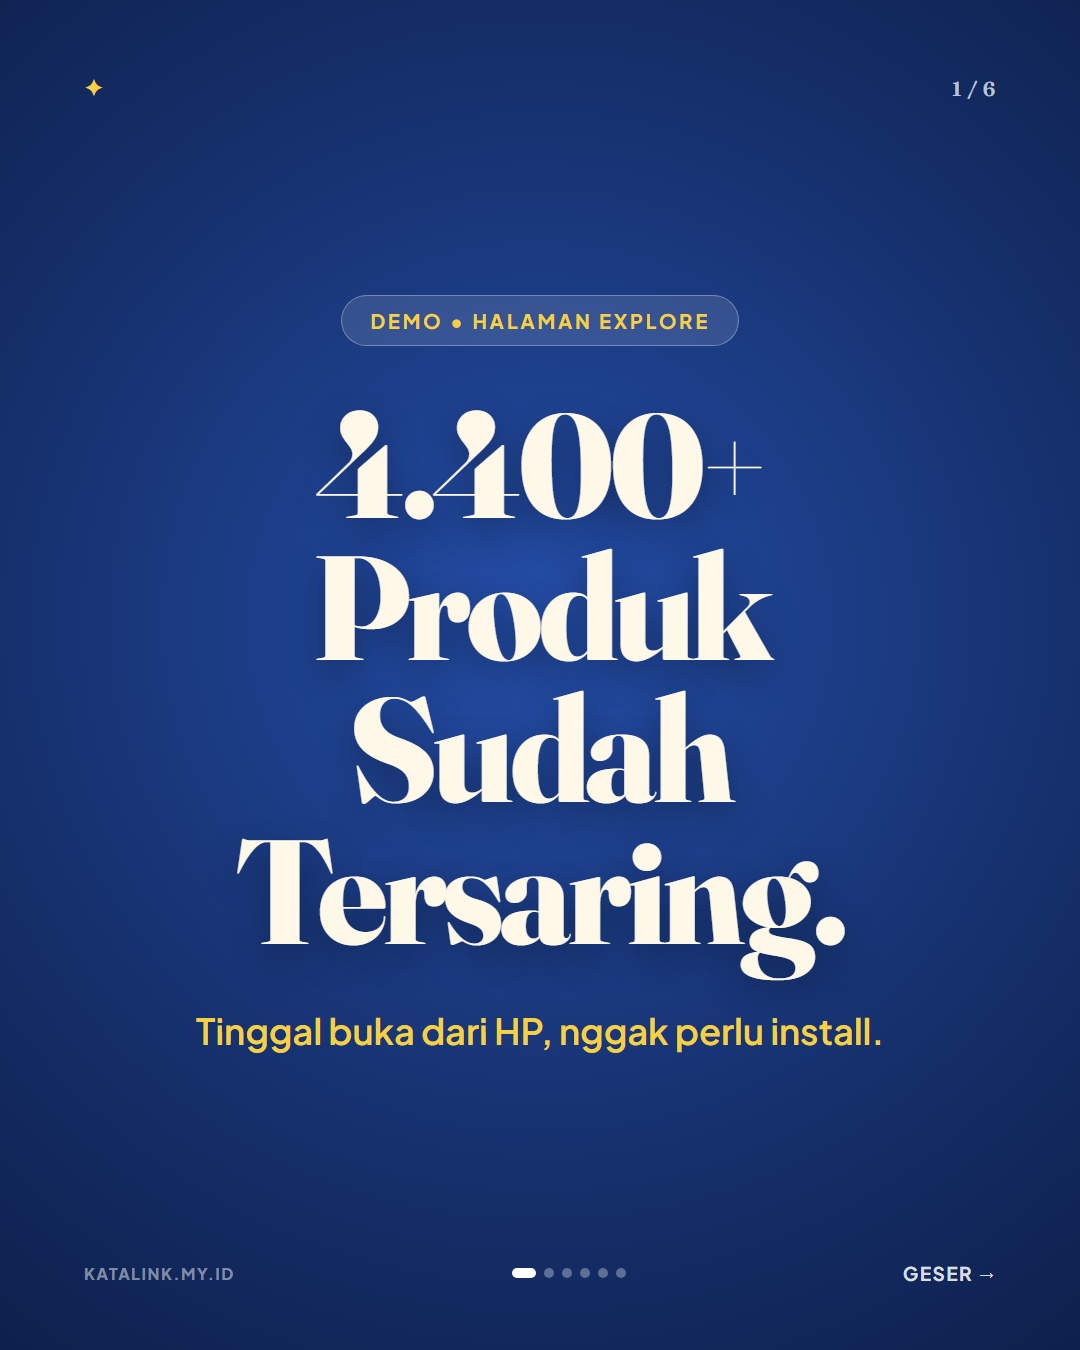 1 / 6
DEMO ● HALAMAN EXPLORE
4.400+
Produk
Sudah
Tersaring.
Tinggal buka dari HP, nggak perlu install.
KATALINK.MY.ID
GESER →